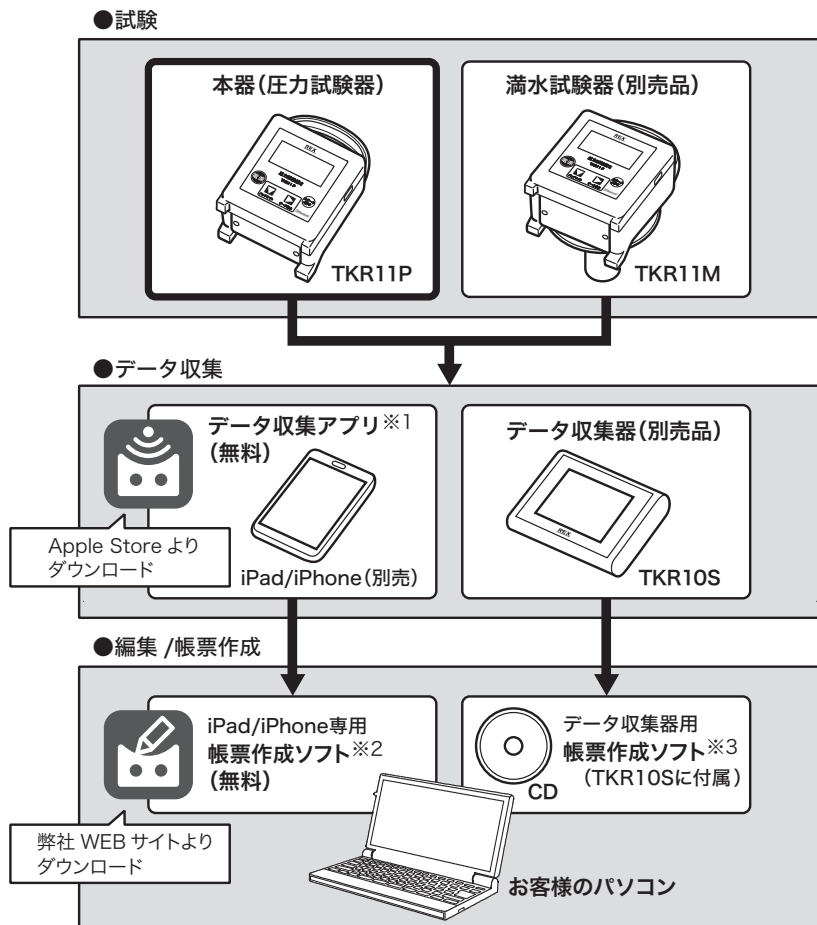 ●試験
本器(圧力試験器)
REX
TKR11P
満水試験器(別売品)
REX
TKR11M
●データ収集
データ収集アプリ※1
(無料)
iPad/iPhone(別売)
Apple Store より
ダウンロード
データ収集器(別売品)
REX
TKR10S
●編集 /帳票作成
iPad/iPhone専用
帳票作成ソフト※2
(無料)
弊社 WEB サイトより
ダウンロード
データ収集器用
帳票作成ソフト※3
(TKR10Sに付属)
CD
お客様のパソコン